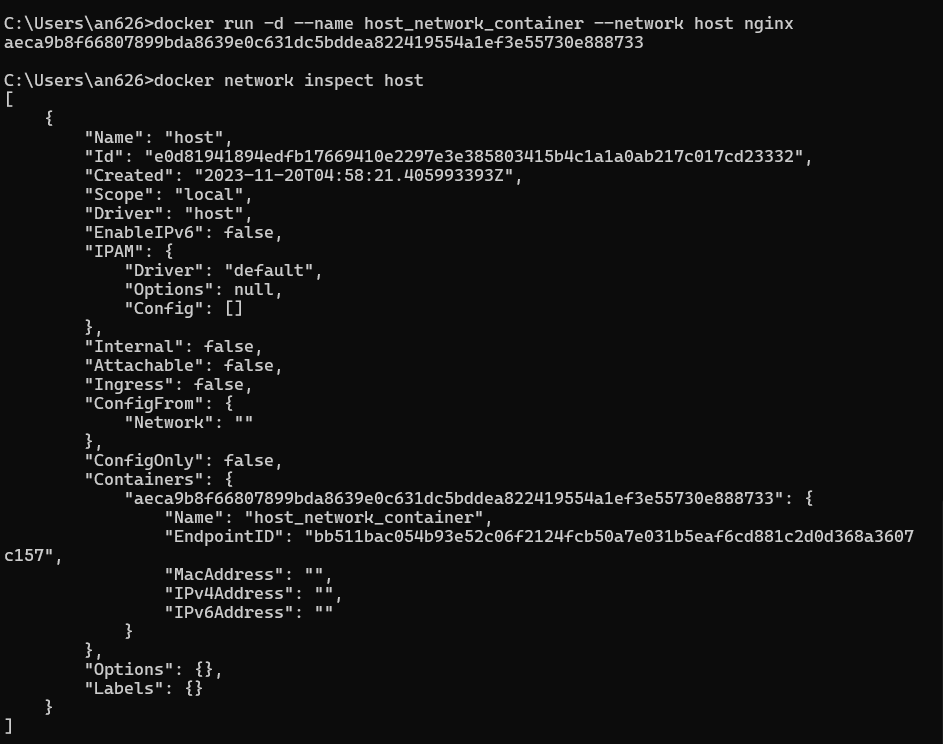 C:\Users\an626>docker run -d --name host_network_container --network host nginx
aeca9b8f66807899bda8639e0c631dc5bddea822419554a1ef3e55730e888733

C:\Users\an626>docker network inspect host
[
    {
        "Name": "host",
        "Id": "e0d81941894edfb17669410e2297e3e385803415b4c1a1a0ab217c017cd23332",
        "Created": "2023-11-20T04:58:21.405993393Z",
        "Scope": "local",
        "Driver": "host",
        "EnableIPv6": false,
        "IPAM": {
            "Driver": "default",
            "Options": null,
            "Config": []
        },
        "Internal": false,
        "Attachable": false,
        "Ingress": false,
        "ConfigFrom": {
            "Network": ""
        },
        "ConfigOnly": false,
        "Containers": {
            "aeca9b8f66807899bda8639e0c631dc5bddea822419554a1ef3e55730e888733": {
                "Name": "host_network_container",
                "EndpointID": "bb511bac054b93e52c06f2124fcb50a7e031b5eaf6cd881c2d0d368a3607
c157",
                "MacAddress": "",
                "IPv4Address": "",
                "IPv6Address": ""
            }
        },
        "Options": {},
        "Labels": {}
    }
]